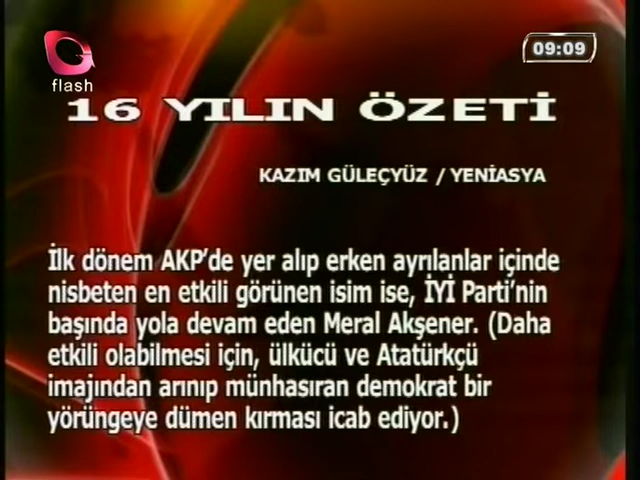 flash
09:09
16 YILIN ÖZETİ
KAZIM GÜLEÇYÜZ / YENİASYA
İlk dönem AKP'de yer alıp erken ayrılanlar içinde
nisbeten en etkili görünen isim ise, İYİ Parti'nin
başında yola devam eden Meral Akşener. (Daha
etkili olabilmesi için, ülkücü ve Atatürkçü
imajından arınıp münhasıran demokrat bir
yörüngeye dümen kırması icab ediyor.)